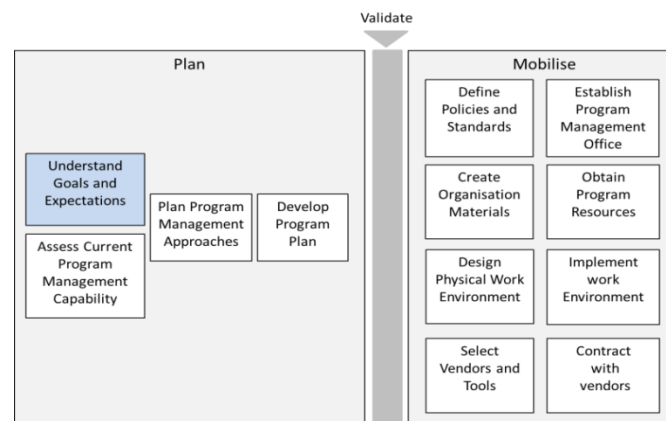 Validate
Plan
Understand
Goals and
Expectations
Assess Current
Program
Management
Capability
Plan Program
Management
Approaches
Develop
Program
Plan
Mobilise
Define
Policies and
Standards
Establish
Program
Management
Office
Create
Organisation
Materials
Obtain
Program
Resources
Design
Physical Work
Environment
Implement
work
Environment
Select
Vendors and
Tools
Contract
with
vendors